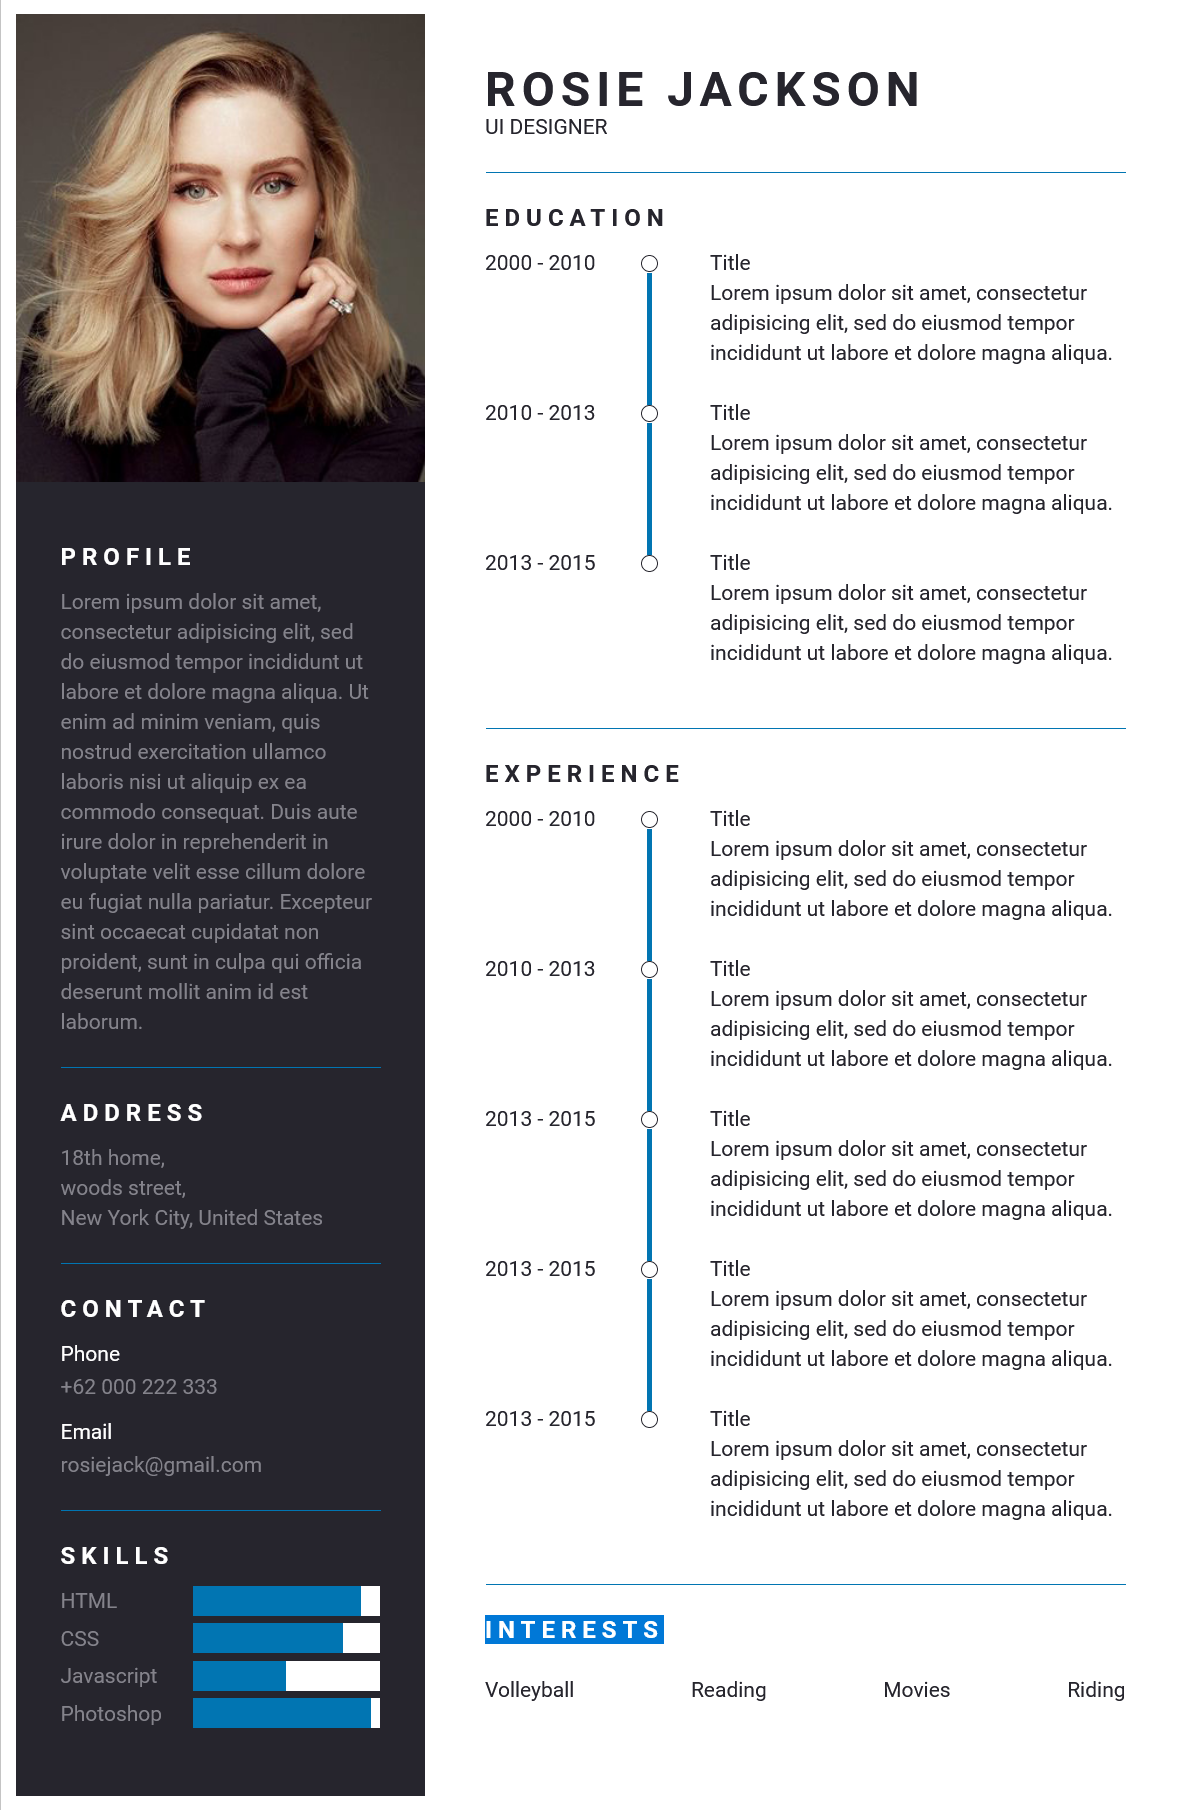 ROSIE JACKSON
UI DESIGNER
EDUCATION
2000 - 2010
Title
Lorem ipsum dolor sit amet, consectetur
adipisicing elit, sed do eiusmod tempor
incididunt ut labore et dolore magna aliqua.
2010 - 2013
Title
Lorem ipsum dolor sit amet, consectetur
adipisicing elit, sed do eiusmod tempor
incididunt ut labore et dolore magna aliqua.
2013 - 2015
Title
Lorem ipsum dolor sit amet, consectetur
adipisicing elit, sed do eiusmod tempor
incididunt ut labore et dolore magna aliqua.
EXPERIENCE
2000 - 2010
Title
Lorem ipsum dolor sit amet, consectetur
adipisicing elit, sed do eiusmod tempor
incididunt ut labore et dolore magna aliqua.
2010 - 2013
Title
Lorem ipsum dolor sit amet, consectetur
adipisicing elit, sed do eiusmod tempor
incididunt ut labore et dolore magna aliqua.
2013 - 2015
Title
Lorem ipsum dolor sit amet, consectetur
adipisicing elit, sed do eiusmod tempor
incididunt ut labore et dolore magna aliqua.
2013 - 2015
Title
Lorem ipsum dolor sit amet, consectetur
adipisicing elit, sed do eiusmod tempor
incididunt ut labore et dolore magna aliqua.
2013 - 2015
Title
Lorem ipsum dolor sit amet, consectetur
adipisicing elit, sed do eiusmod tempor
incididunt ut labore et dolore magna aliqua.
INTERESTS
Volleyball Reading Movies Riding
PROFILE
Lorem ipsum dolor sit amet,
consectetur adipisicing elit, sed
do eiusmod tempor incididunt ut
labore et dolore magna aliqua. Ut
enim ad minim veniam, quis
nostrud exercitation ullamco
laboris nisi ut aliquip ex ea
commodo consequat. Duis aute
irure dolor in reprehenderit in
voluptate velit esse cillum dolore
eu fugiat nulla pariatur. Excepteur
sint occaecat cupidatat non
proident, sunt in culpa qui officia
deserunt mollit anim id est
laborum.
ADDRESS
18th home,
woods street,
New York City, United States
CONTACT
Phone
+62 000 222 333
Email
rosiejack@gmail.com
SKILLS
HTML
CSS
Javascript
Photoshop